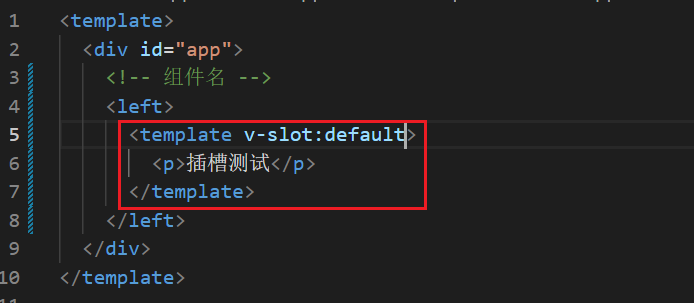 1 <template>
2 <div id="app">
3 <!-- 组件名 -->
4 <left>
5 <template v-slot:default>
6 <p>插槽测试</p>
7 </template>
8 </left>
9 </div>
10 </template>